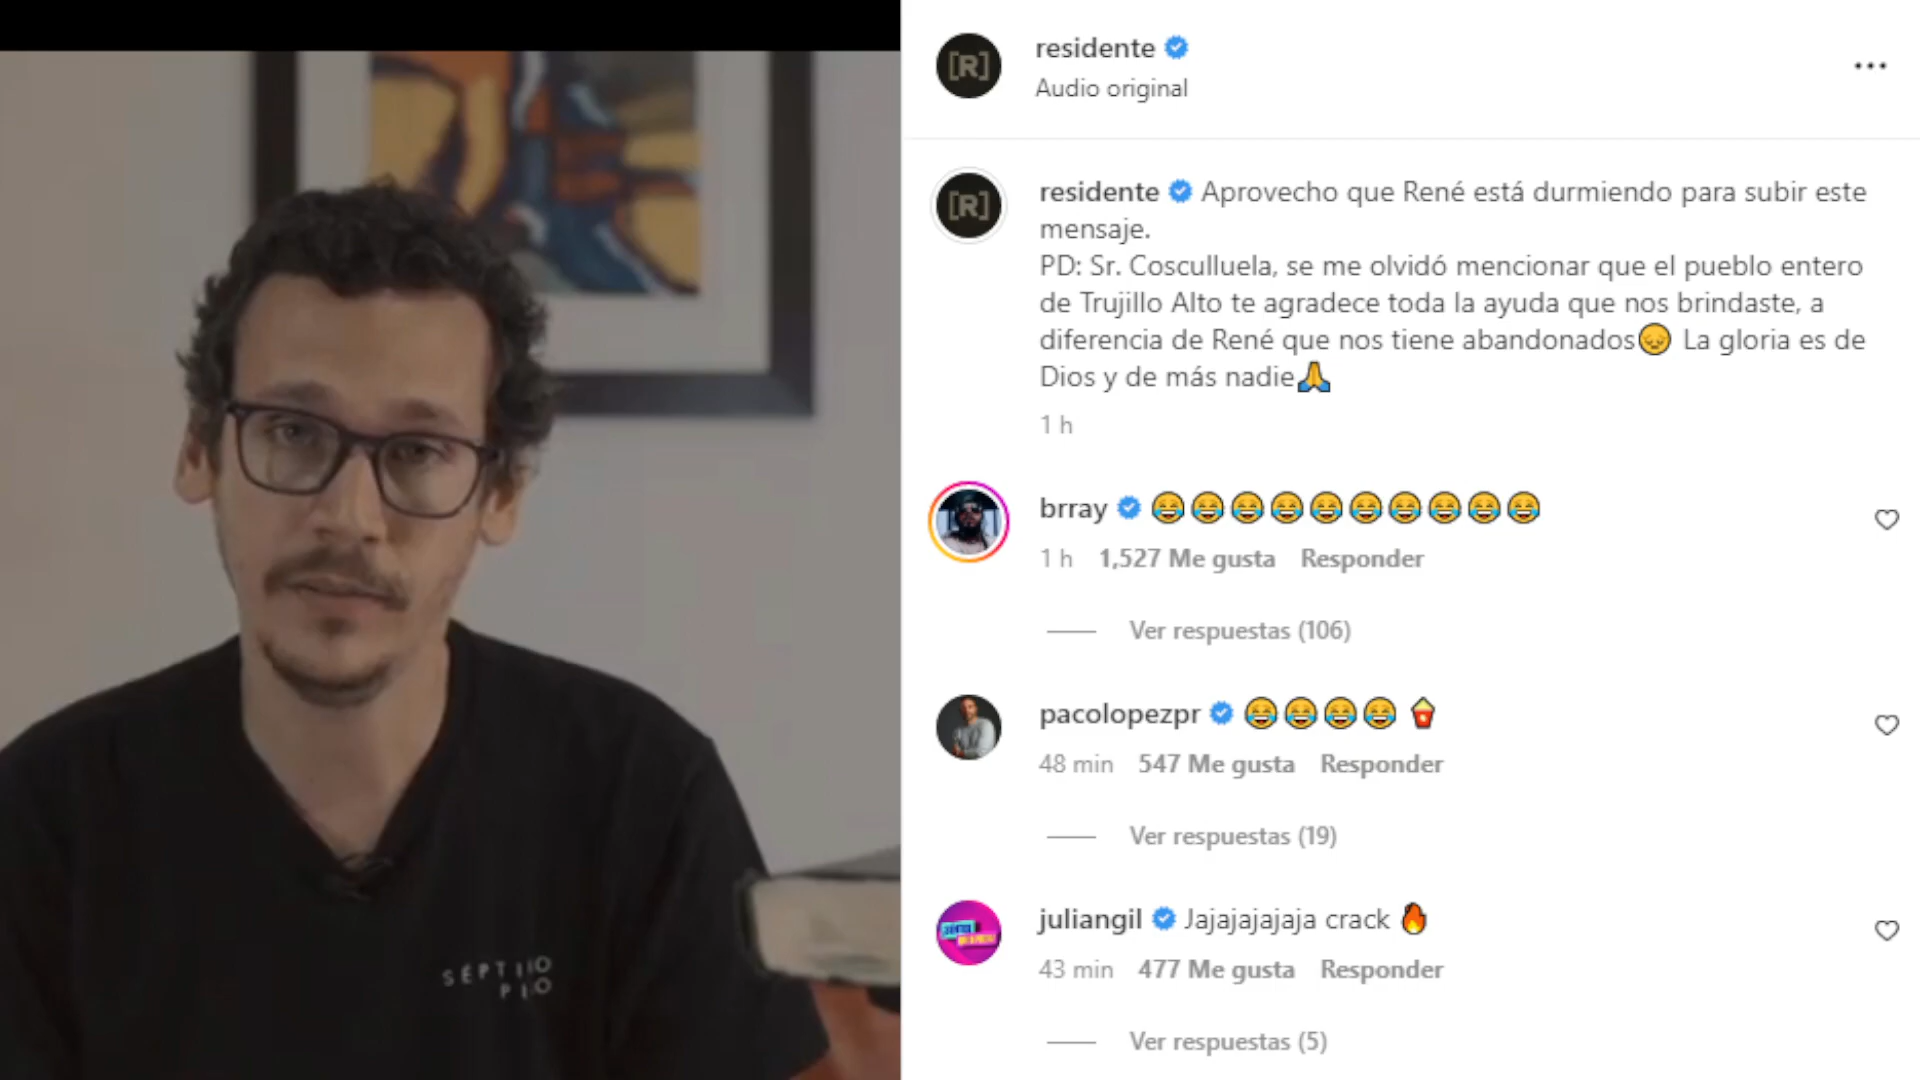 residente
Audio original
residente Aprovecho que René está durmiendo para subir este
mensaje.
PD: Sr. Cosculluela, se me olvidó mencionar que el pueblo entero
de Trujillo Alto te agradece toda la ayuda que nos brindaste, a
diferencia de René que nos tiene abandonados😞 La gloria es de
Dios y de más nadie🙏
1 h
brray 😂😂😂😂😂😂😂😂😂😂
1 h 1,527 Me gusta Responder
Ver respuestas (106)
pacolopezpr 😂😂😂😂🍿
48 min 547 Me gusta Responder
Ver respuestas (19)
juliangil Jajajajajaja crack 🔥
43 min 477 Me gusta Responder
Ver respuestas (5)
[R]
[R]